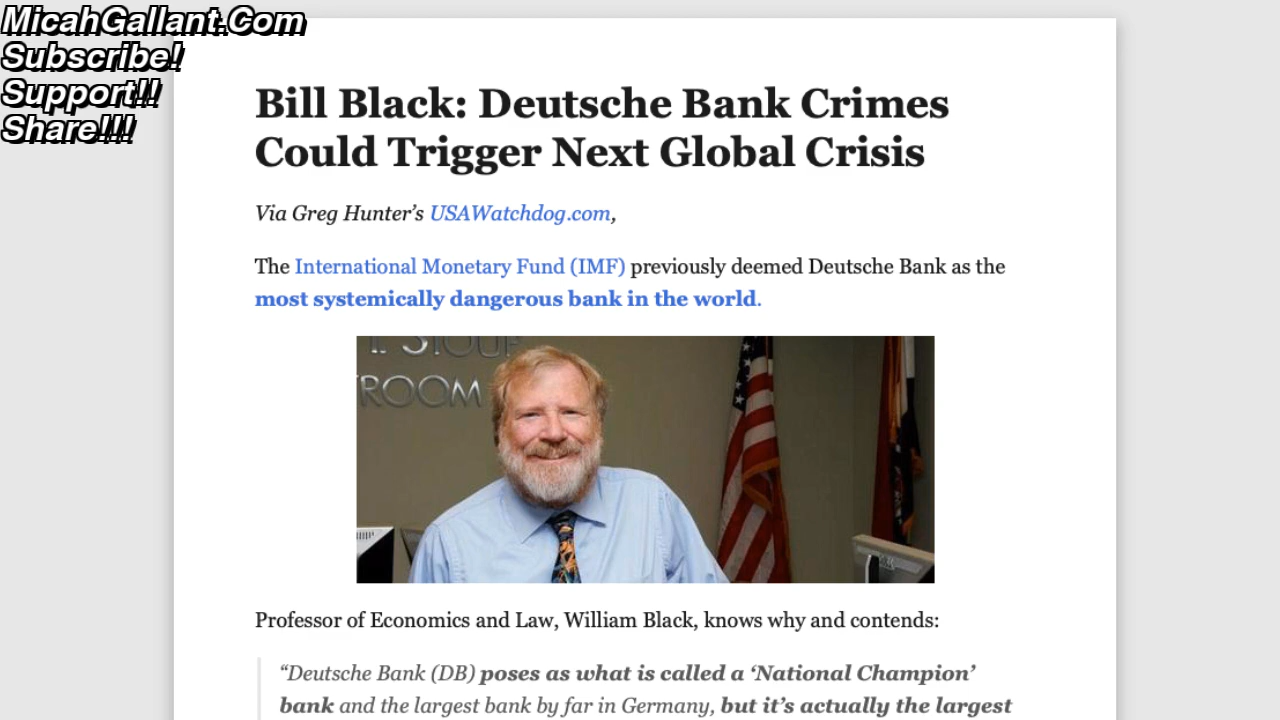 MicahGallant.Com
Subscribe!
Support!!
Share!!!
Bill Black: Deutsche Bank Crimes
Could Trigger Next Global Crisis
Via Greg Hunter’s USAWatchdog.com,
The International Monetary Fund (IMF) previously deemed Deutsche Bank as the
most systemically dangerous bank in the world.
ROOM
Professor of Economics and Law, William Black, knows why and contends:
“Deutsche Bank (DB) poses as what is called a ‘National Champion’
bank and the largest bank by far in Germany, but it’s actually the largest